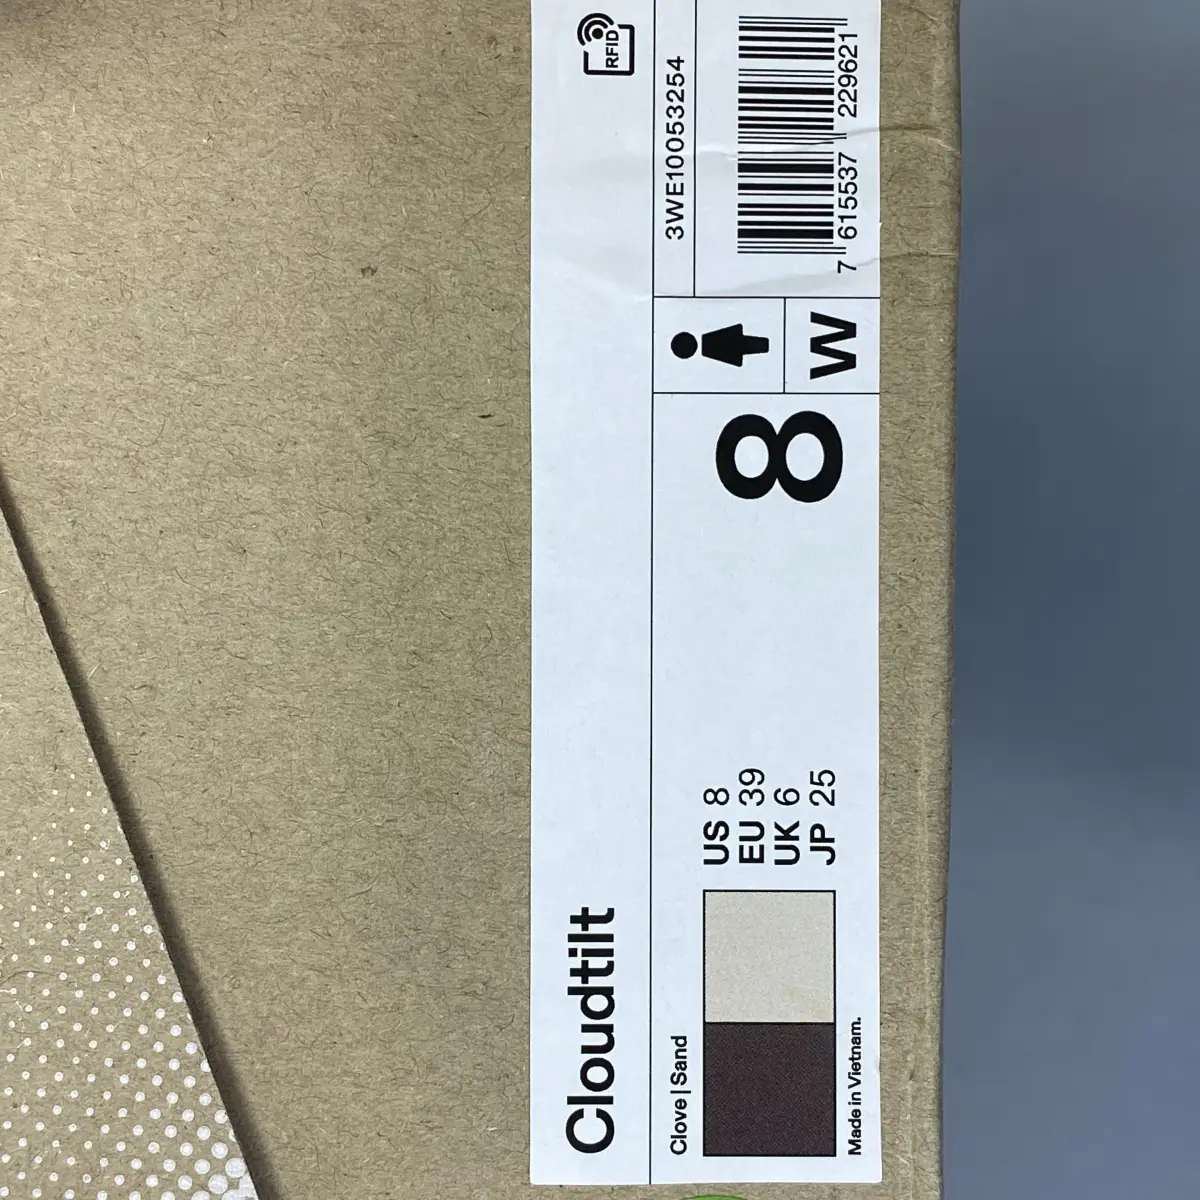 Cloudtilt
RFID
Clove | Sand
US 8
EU 39
UK 6
JP 25
Made in Vietnam.
8
W
3WE10053254
7 615537 229621